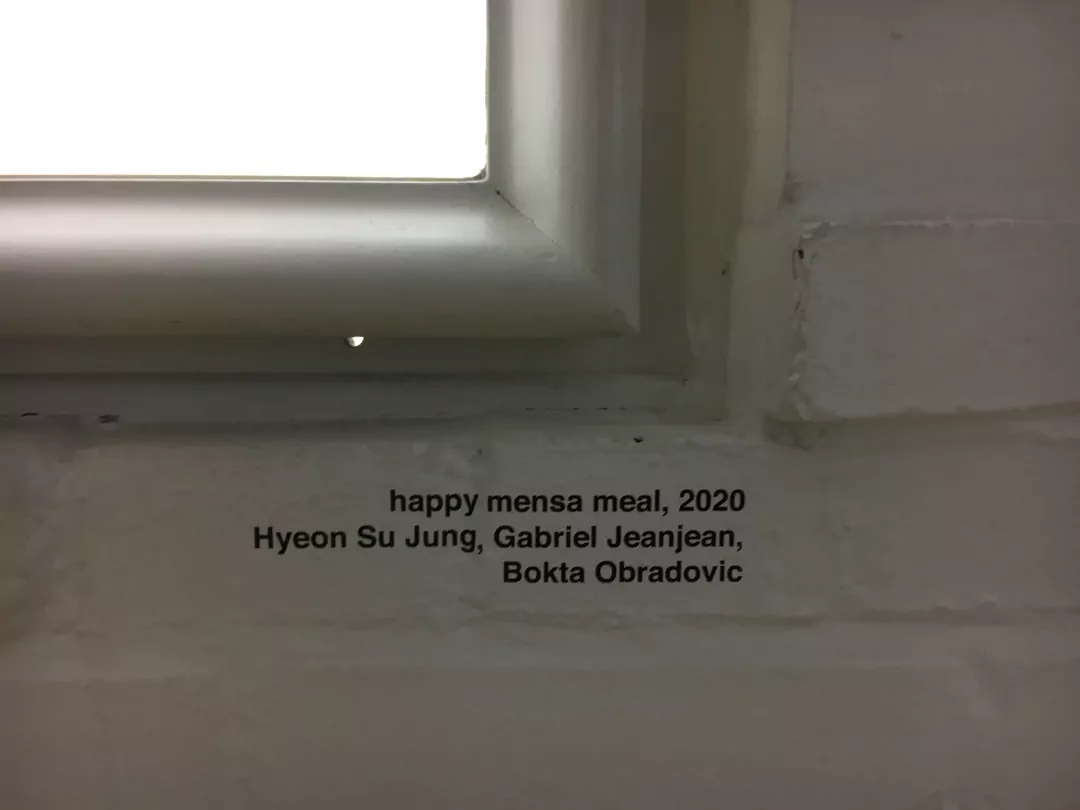 happy mensa meal, 2020
Hyeon Su Jung, Gabriel Jeanjean,
Bokta Obradovic